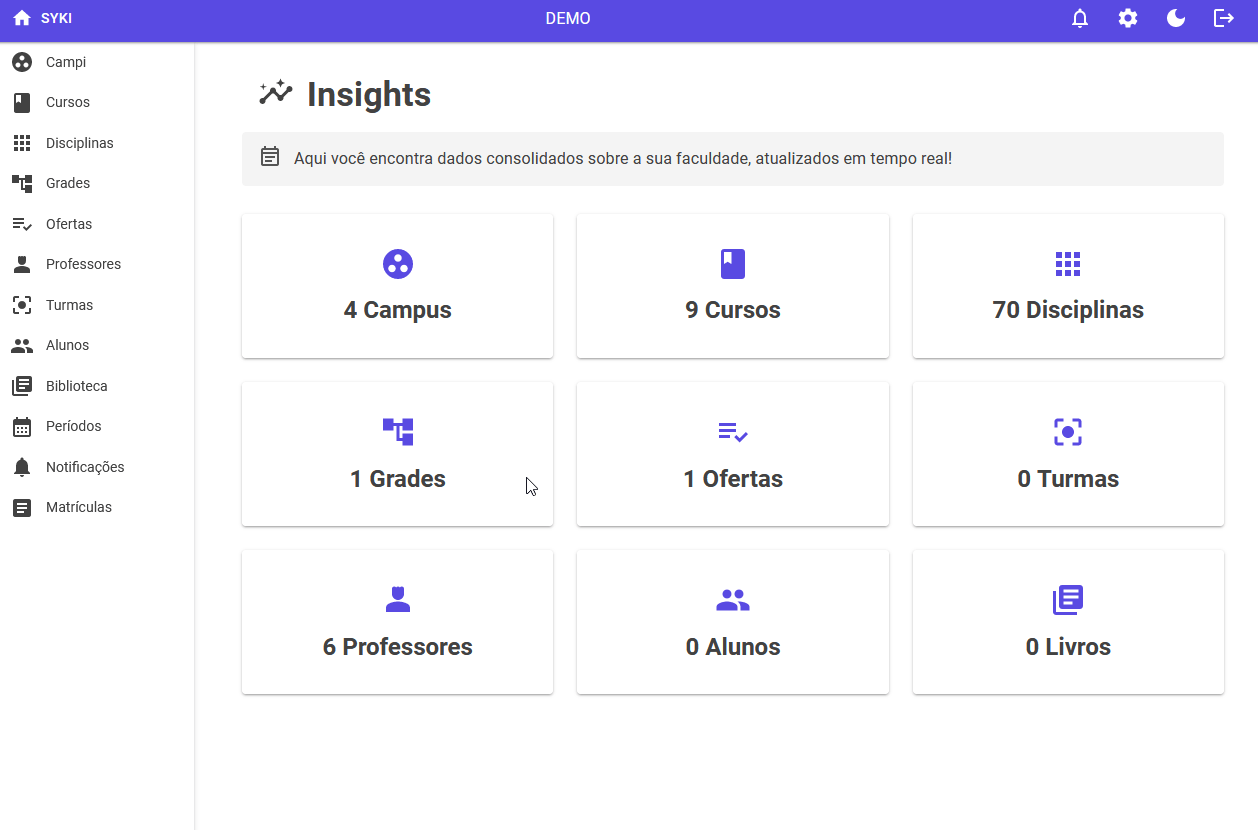 SYKI
DEMO
Campi
Cursos
Disciplinas
Grades
Ofertas
Professores
Turmas
Alunos
Biblioteca
Períodos
Notificações
Matrículas
Insights
Aqui você encontra dados consolidados sobre a sua faculdade, atualizados em tempo real!
4 Campus
9 Cursos
70 Disciplinas
1 Grades
1 Ofertas
0 Turmas
6 Professores
0 Alunos
0 Livros